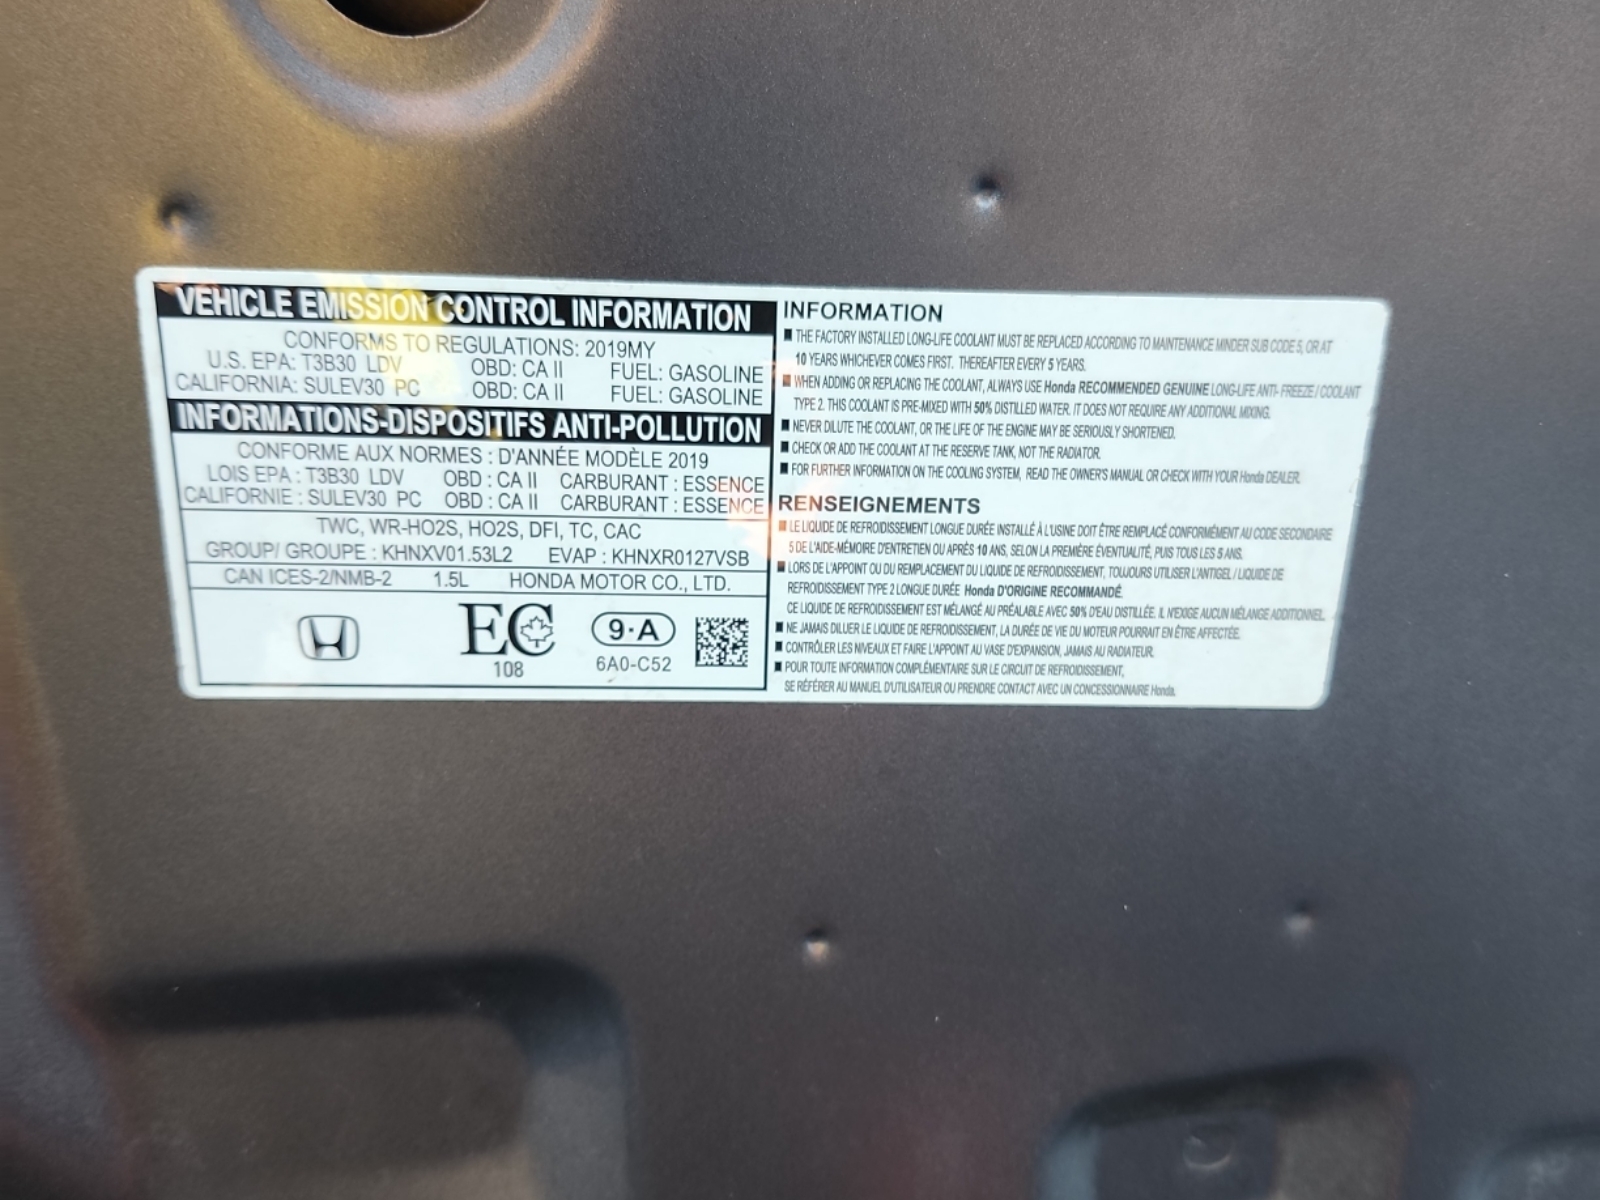 VEHICLE EMISSION CONTROL INFORMATION
CONFORMS TO REGULATIONS: 2019MY
U.S. EPA: T3B30 LDV OBD: CA II FUEL: GASOLINE
CALIFORNIA: SULEV30 PC OBD: CA II FUEL: GASOLINE
INFORMATIONS-DISPOSITIFS ANTI-POLLUTION
CONFORME AUX NORMES : D'ANNÉE MODÈLE 2019
LOIS EPA : T3B30 LDV OBD : CA II CARBURANT : ESSENCE
CALIFORNIE : SULEV30 PC OBD : CA II CARBURANT : ESSENCE
TWC, WR-HO2S, HO2S, DFI, TC, CAC
GROUP/ GROUPE : KHNXV01.53L2 EVAP : KHNXR0127VSB
CAN ICES-2/NMB-2 1.5L HONDA MOTOR CO., LTD.
EC
108
9·A
6A0-C52
INFORMATION
■ THE FACTORY INSTALLED LONG-LIFE COOLANT MUST BE REPLACED ACCORDING TO MAINTENANCE MINDER SUB CODE 5, OR AT
10 YEARS WHICHEVER COMES FIRST. THEREAFTER EVERY 5 YEARS.
■ WHEN ADDING OR REPLACING THE COOLANT, ALWAYS USE Honda RECOMMENDED GENUINE LONG-LIFE ANTI- FREEZE / COOLANT
TYPE 2. THIS COOLANT IS PRE-MIXED WITH 50% DISTILLED WATER. IT DOES NOT REQUIRE ANY ADDITIONAL MIXING.
■ NEVER DILUTE THE COOLANT, OR THE LIFE OF THE ENGINE MAY BE SERIOUSLY SHORTENED.
■ CHECK OR ADD THE COOLANT AT THE RESERVE TANK, NOT THE RADIATOR.
■ FOR FURTHER INFORMATION ON THE COOLING SYSTEM, READ THE OWNER'S MANUAL OR CHECK WITH YOUR Honda DEALER.
RENSEIGNEMENTS
■ LE LIQUIDE DE REFROIDISSEMENT LONGUE DURÉE INSTALLÉ À L'USINE DOIT ÊTRE REMPLACÉ CONFORMÉMENT AU CODE SECONDAIRE
5 DE L'AIDE-MÉMOIRE D'ENTRETIEN OU APRÈS 10 ANS, SELON LA PREMIÈRE ÉVENTUALITÉ, PUIS TOUS LES 5 ANS.
■ LORS DE L'APPOINT OU DU REMPLACEMENT DU LIQUIDE DE REFROIDISSEMENT, TOUJOURS UTILISER L'ANTIGEL / LIQUIDE DE
REFROIDISSEMENT TYPE 2 LONGUE DURÉE Honda D'ORIGINE RECOMMANDÉ.
CE LIQUIDE DE REFROIDISSEMENT EST MÉLANGÉ AU PRÉALABLE AVEC 50% D'EAU DISTILLÉE. IL N'EXIGE AUCUN MÉLANGE ADDITIONNEL.
■ NE JAMAIS DILUER LE LIQUIDE DE REFROIDISSEMENT, LA DURÉE DE VIE DU MOTEUR POURRAIT EN ÊTRE AFFECTÉE.
■ CONTRÔLER LES NIVEAUX ET FAIRE L'APPOINT AU VASE D'EXPANSION, JAMAIS AU RADIATEUR.
■ POUR TOUTE INFORMATION COMPLÉMENTAIRE SUR LE CIRCUIT DE REFROIDISSEMENT,
SE RÉFÉRER AU MANUEL D'UTILISATEUR OU PRENDRE CONTACT AVEC UN CONCESSIONNAIRE Honda.